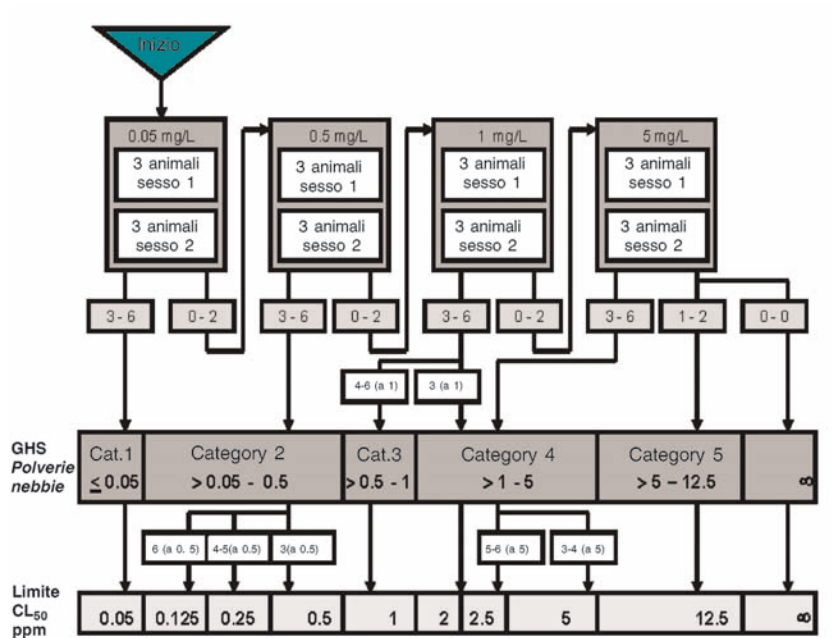 Inizio
0.05 mg/L
0.5 mg/L
1 mg/L
5 mg/L
3 animali
sesso 1
3 animali
sesso 1
3 animali
sesso 1
3 animali
sesso 1
3 animali
sesso 2
3 animali
sesso 2
3 animali
sesso 2
3 animali
sesso 2
3 - 6
0 - 2
3 - 6
0 - 2
3 - 6
0 - 2
3 - 6
1 - 2
0 - 0
4-6 (a 1)
3 (a 1)
GHS
Polverie
nebbie
Cat.1
≤ 0.05
Category 2
> 0.05 - 0.5
Cat.3
> 0.5 - 1
Category 4
> 1 - 5
Category 5
> 5 – 12.5
∞
6 (a 0. 5)
4-5(a 0.5)
3(a 0.5)
5-6 (a 5)
3-4 (a 5)
Limite
CL50
ppm
0.05
0.125
0.25
0.5
1
2
2.5
5
12.5
∞